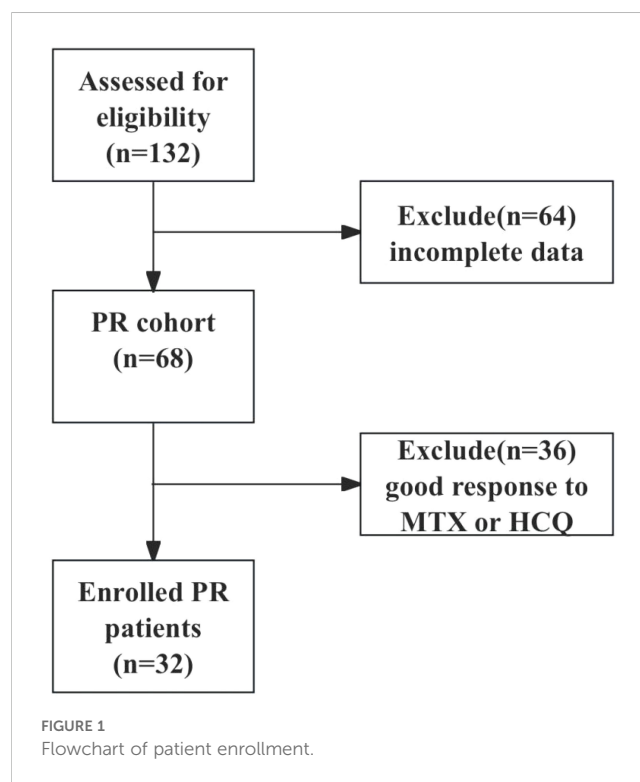 Assessed for
eligibility
(n=132)
Exclude(n=64)
incomplete data
PR cohort
(n=68)
Exclude(n=36)
good response to
MTX or HCQ
Enrolled PR
patients
(n=32)
FIGURE 1
Flowchart of patient enrollment.